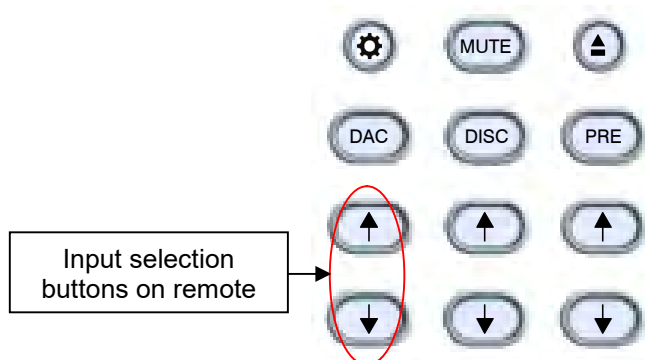 MUTE
DAC DISC PRE
Input selection
buttons on remote